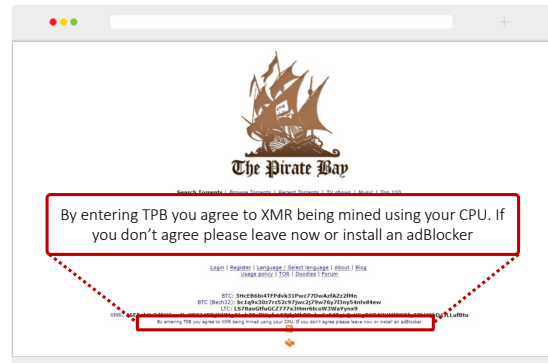 The Pirate Bay
Search Torrents | Browse Torrents | Recent Torrents | TV shows | Music | Top 100
By entering TPB you agree to XMR being mined using your CPU. If
you don’t agree please leave now or install an adBlocker
Login | Register | Language / Select language | About | Blog
Usage policy | TOR | Doodles | Forum
BTC:
BTC (Bech32):
LTC:
XMR:
By entering TPB you agree to XMR being mined using your CPU. If you don't agree please leave now or install an adBlocker